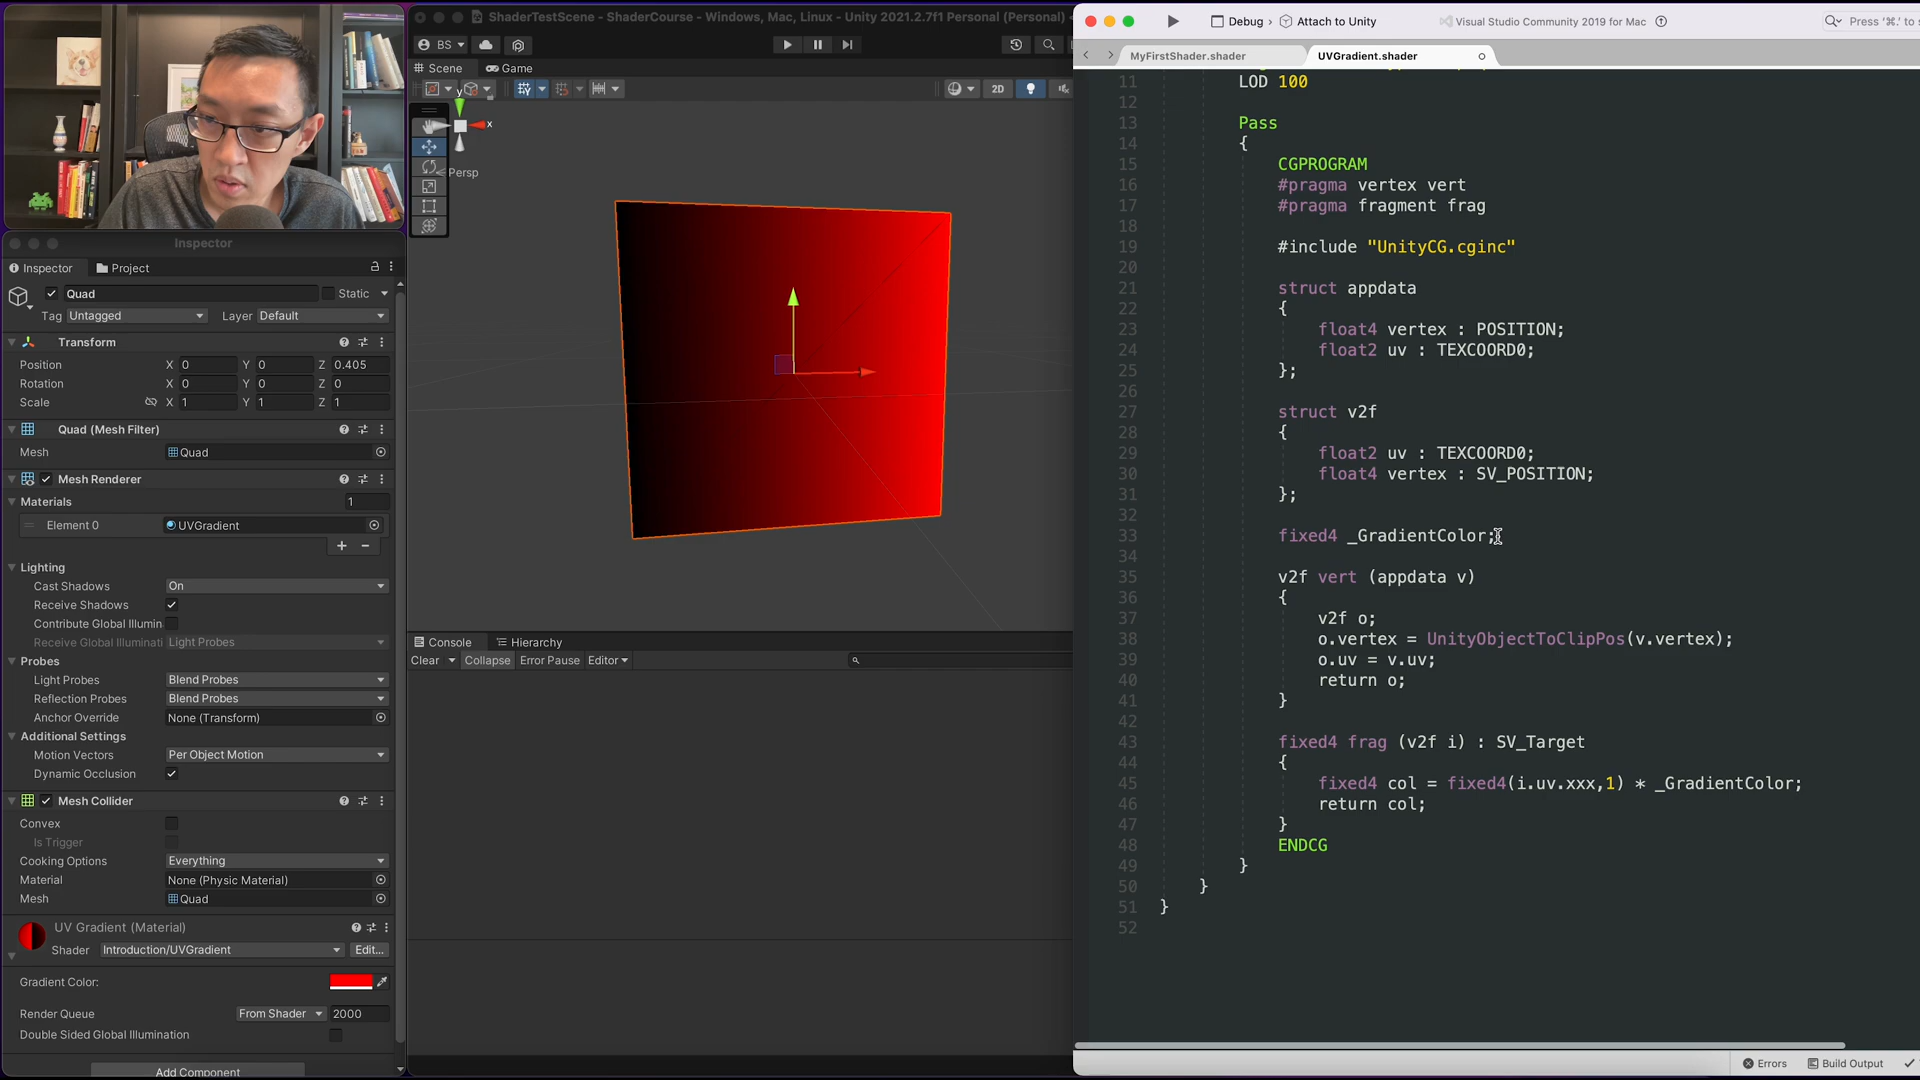 ShaderTestScene - ShaderCourse - Windows, Mac, Linux - Unity 2021.2.7f1 Personal (Personal)
BS
Scene
Game
2D
y
x
Persp
Inspector
Inspector
Project
Quad
Static
Tag
Untagged
Layer
Default
Transform
Position
X
0
Y
0
Z
0.405
Rotation
X
0
Y
0
Z
0
Scale
X
1
Y
1
Z
1
Quad (Mesh Filter)
Mesh
Quad
Mesh Renderer
Materials
1
Element 0
UVGradient
Lighting
Cast Shadows
On
Receive Shadows
Contribute Global Illumin
Receive Global Illuminati
Light Probes
Probes
Light Probes
Blend Probes
Reflection Probes
Blend Probes
Anchor Override
None (Transform)
Additional Settings
Motion Vectors
Per Object Motion
Dynamic Occlusion
Mesh Collider
Convex
Is Trigger
Cooking Options
Everything
Material
None (Physic Material)
Mesh
Quad
UV Gradient (Material)
Shader
Introduction/UVGradient
Edit...
Gradient Color:
Render Queue
From Shader
2000
Double Sided Global Illumination
Add Component
Console
Hierarchy
Clear
Collapse
Error Pause
Editor
Debug
Attach to Unity
Visual Studio Community 2019 for Mac
Press '⌘.' to
MyFirstShader.shader
UVGradient.shader
11 LOD 100
12
13 Pass
14 {
15 CGPROGRAM
16 #pragma vertex vert
17 #pragma fragment frag
18
19 #include "UnityCG.cginc"
20
21 struct appdata
22 {
23 float4 vertex : POSITION;
24 float2 uv : TEXCOORD0;
25 };
26
27 struct v2f
28 {
29 float2 uv : TEXCOORD0;
30 float4 vertex : SV_POSITION;
31 };
32
33 fixed4 _GradientColor;
34
35 v2f vert (appdata v)
36 {
37 v2f o;
38 o.vertex = UnityObjectToClipPos(v.vertex);
39 o.uv = v.uv;
40 return o;
41 }
42
43 fixed4 frag (v2f i) : SV_Target
44 {
45 fixed4 col = fixed4(i.uv.xxx,1) * _GradientColor;
46 return col;
47 }
48 ENDCG
49 }
50 }
51 }
52
Errors
Build Output